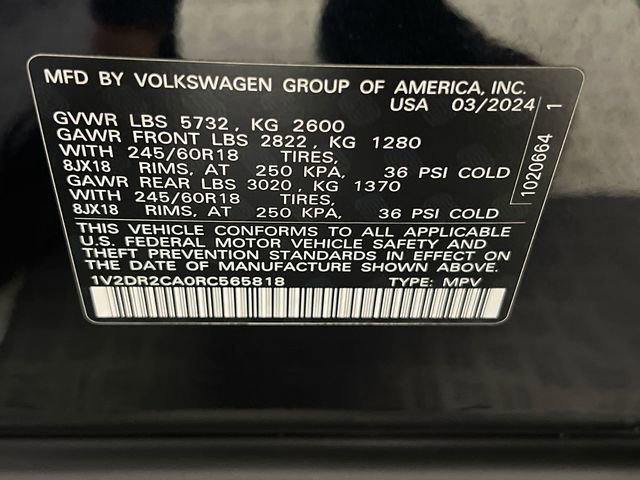 MFD BY VOLKSWAGEN GROUP OF AMERICA, INC.
USA 03/2024
GVWR LBS 5732, KG 2600
GAWR FRONT LBS 2822, KG 1280
WITH 245/60R18 TIRES,
8JX18 RIMS, AT 250 KPA, 36 PSI COLD
GAWR REAR LBS 3020, KG 1370
WITH 245/60R18 TIRES,
8JX18 RIMS, AT 250 KPA, 36 PSI COLD
THIS VEHICLE CONFORMS TO ALL APPLICABLE
U.S. FEDERAL MOTOR VEHICLE SAFETY AND
THEFT PREVENTION STANDARDS IN EFFECT ON
THE DATE OF MANUFACTURE SHOWN ABOVE.
1V2DR2CA0RC565818 TYPE: MPV
1020664 1